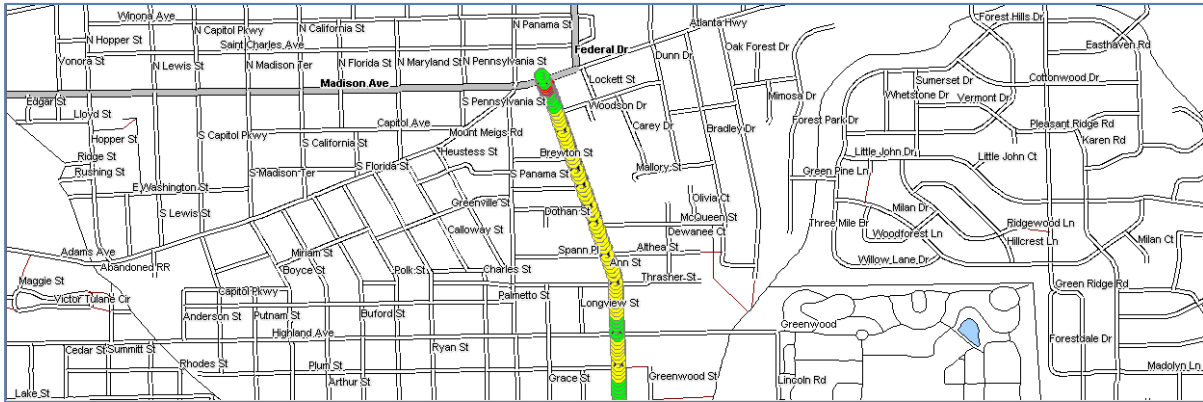 Winona Ave
N California St
N Panama St
Atlanta Hwy
Forest Hills Dr
N Capitol Pkwy
N Hopper St
Saint Charles Ave
Federal Dr
Dunn Dr
Oak Forest Dr
Easthaven Rd
Vonora St
N Lewis St
N Madison Ter
N Florida St
N Maryland St
N Pennsylvania St
Lockett St
Sumerset Dr
Cottonwood Dr
Madison Ave
Whetstone Dr
Vermont Dr
Edgar St
S Pennsylvania St
Woodson Dr
Mimosa Dr
Lloyd St
Capitol Ave
Mount Meigs Rd
Carey Dr
Bradley Dr
Forest Park Dr
Pleasant Ridge Rd
Hopper St
S Capitol Pkwy
S California St
Karen Rd
Ridge St
Heustess St
Brewton St
Little John Dr
Little John Ct
Rushing St
S Madison Ter
S Florida St
S Panama St
Mallory St
Green Pine Ln
E Washington St
S Lewis St
Greenville St
Dothan St
Olivia Ct
Milan Dr
Three Mile Br
Ridgewood Ln
McQueen St
Calloway St
Dewanee Ct
Woodforest Ln
Hillcrest Ln
Milan Ct
Adams Ave
Miriam St
Spann Pl
Althea St
Abandoned RR
Boyce St
Polk St
Charles St
Ann St
Willow Lane Dr
Maggie St
Thrasher St
Green Ridge Rd
Victor Tulane Cir
Capitol Pkwy
Palmetto St
Longview St
Anderson St
Putnam St
Buford St
Greenwood
Highland Ave
Forestdale Dr
Cedar St
Summitt St
Ryan St
Rhodes St
Plum St
Madolyn Ln
Arthur St
Grace St
Greenwood St
Lincoln Rd
Lake St